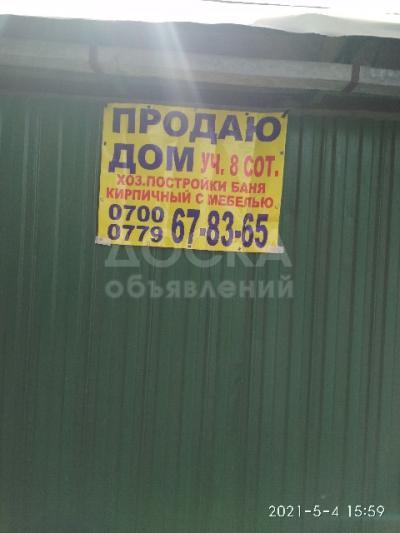 ПРОДАЮ
ДОМ УЧ. 8 СОТ.
ХОЗ.ПОСТРОЙКИ БАНЯ
КИРПИЧНЫЙ С МЕБЕЛЬЮ
0700 67-83-65
0779
ДОСКА
объявлений
2021-5-4 15:59